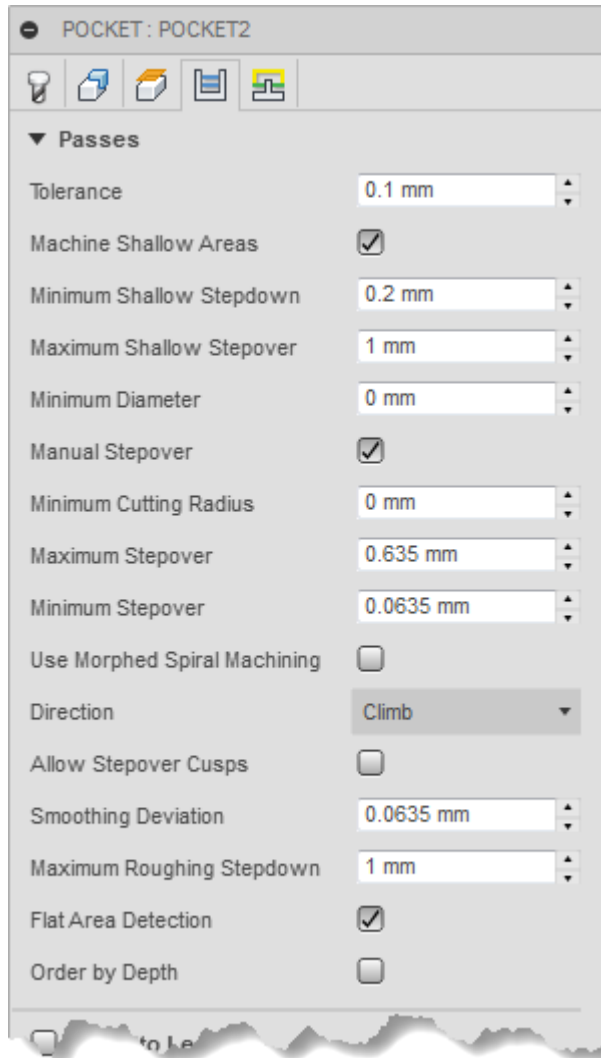 POCKET : POCKET2
Passes
Tolerance 0.1 mm
Machine Shallow Areas
Minimum Shallow Stepdown 0.2 mm
Maximum Shallow Stepover 1 mm
Minimum Diameter 0 mm
Manual Stepover
Minimum Cutting Radius 0 mm
Maximum Stepover 0.635 mm
Minimum Stepover 0.0635 mm
Use Morphed Spiral Machining
Direction Climb
Allow Stepover Cusps
Smoothing Deviation 0.0635 mm
Maximum Roughing Stepdown 1 mm
Flat Area Detection
Order by Depth
to